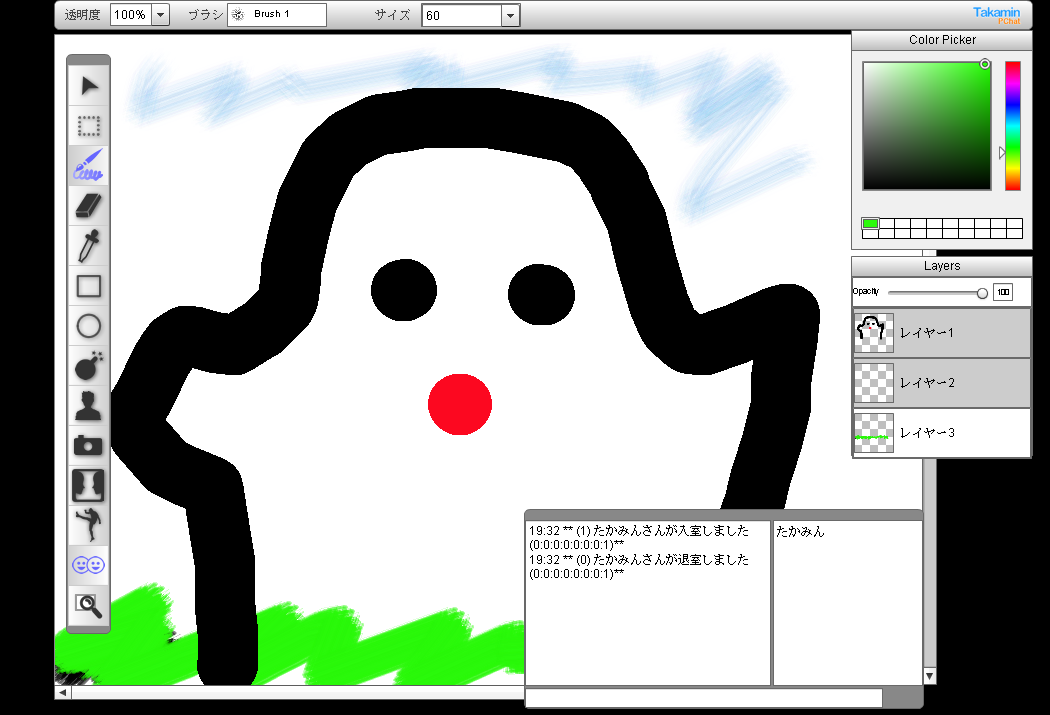 透明度 100% ブラシ Brush 1 サイズ 60
Takamin
PChat
Color Picker
Layers
Opacity 100
レイヤー1
レイヤー2
レイヤー3
19:32 ** (1) たかみんさんが入室しました
(0:0:0:0:0:0:0:1)**
19:32 ** (0) たかみんさんが退室しました
(0:0:0:0:0:0:0:1)**
たかみん